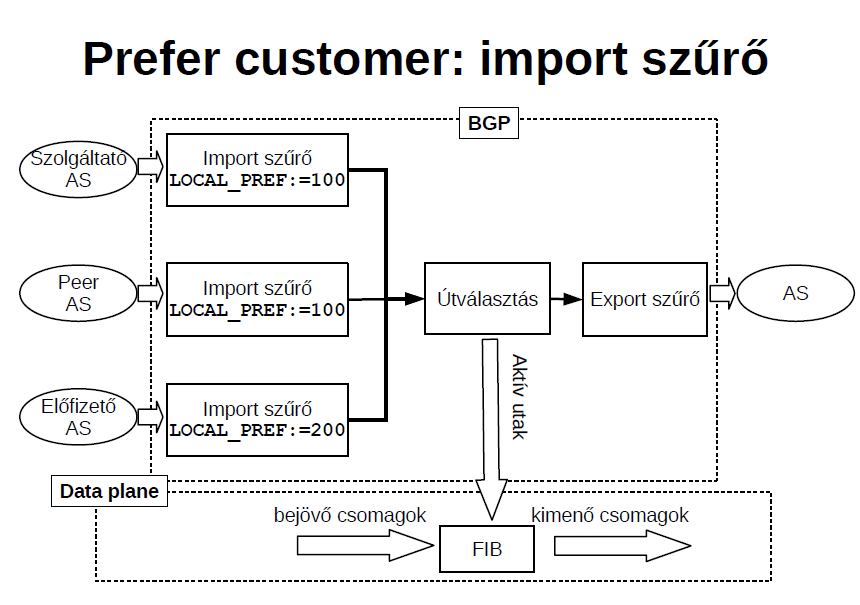 Prefer customer: import szűrő
BGP
Szolgáltató
AS
Import szűrő
LOCAL_PREF:=100
Peer
AS
Import szűrő
LOCAL_PREF:=100
Útválasztás
Export szűrő
AS
Előfizető
AS
Import szűrő
LOCAL_PREF:=200
Aktív utak
Data plane
bejövő csomagok
FIB
kimenő csomagok